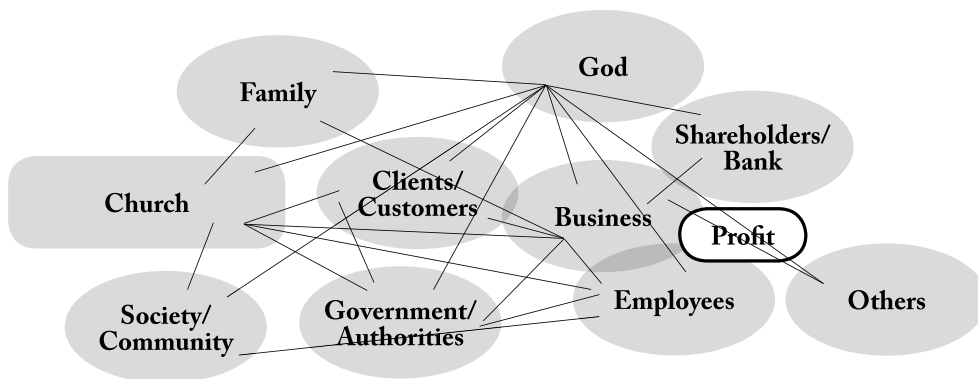 God
Family
Shareholders/
Bank
Clients/
Customers
Church
Business
Profit
Society/
Community
Government/
Authorities
Employees
Others